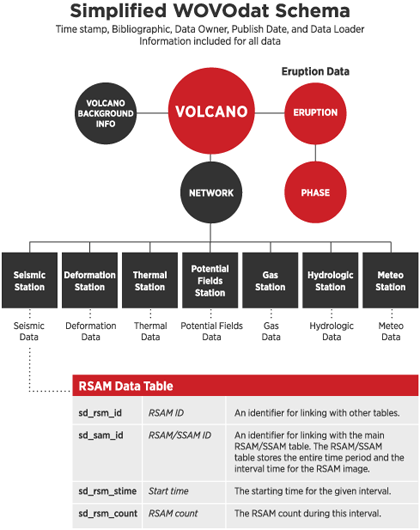 Simplified WOVOdat Schema
Time stamp, Bibliographic, Data Owner, Publish Date, and Data Loader
Information included for all data
Eruption Data
VOLCANO
BACKGROUND
INFO
VOLCANO
ERUPTION
NETWORK
PHASE
Seismic
Station
Deformation
Station
Thermal
Station
Potential
Fields
Station
Gas
Station
Hydrologic
Station
Meteo
Station
Seismic
Data
Deformation Data
Thermal
Data
Potential Fields
Data
Gas
Data
Hydrologic
Data
Meteo
Data
RSAM Data Table
sd_rsm_id RSAM ID An identifier for linking with other tables.
sd_sam_id RSAM/SSAM ID An identifier for linking with the main
RSAM/SSAM table. The RSAM/SSAM
table stores the entire time period and the
interval time for the RSAM image.
sd_rsm_stime Start time The starting time for the given interval.
sd_rsm_count RSAM count The RSAM count during this interval.